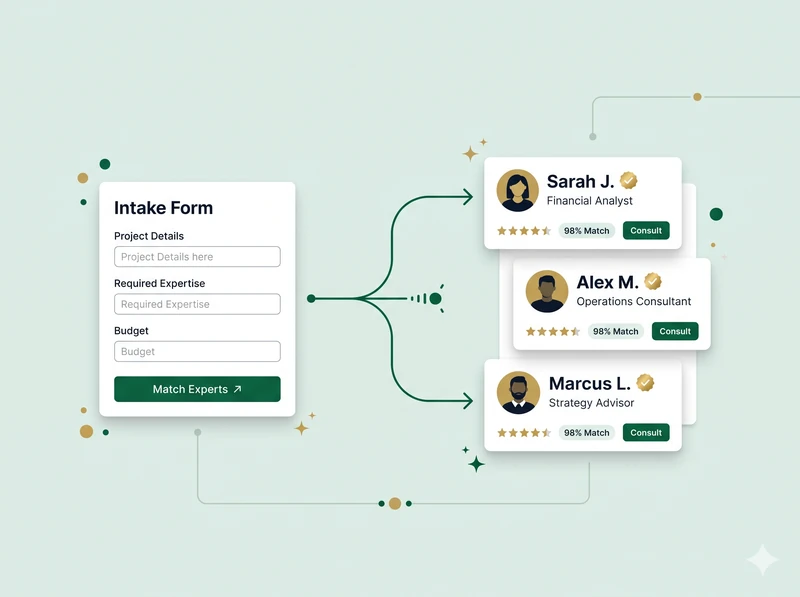 Intake Form
Project Details
Project Details here
Required Expertise
Required Expertise
Budget
Budget
Match Experts ↗
Sarah J.
Financial Analyst
98% Match
Consult
Alex M.
Operations Consultant
98% Match
Consult
Marcus L.
Strategy Advisor
98% Match
Consult